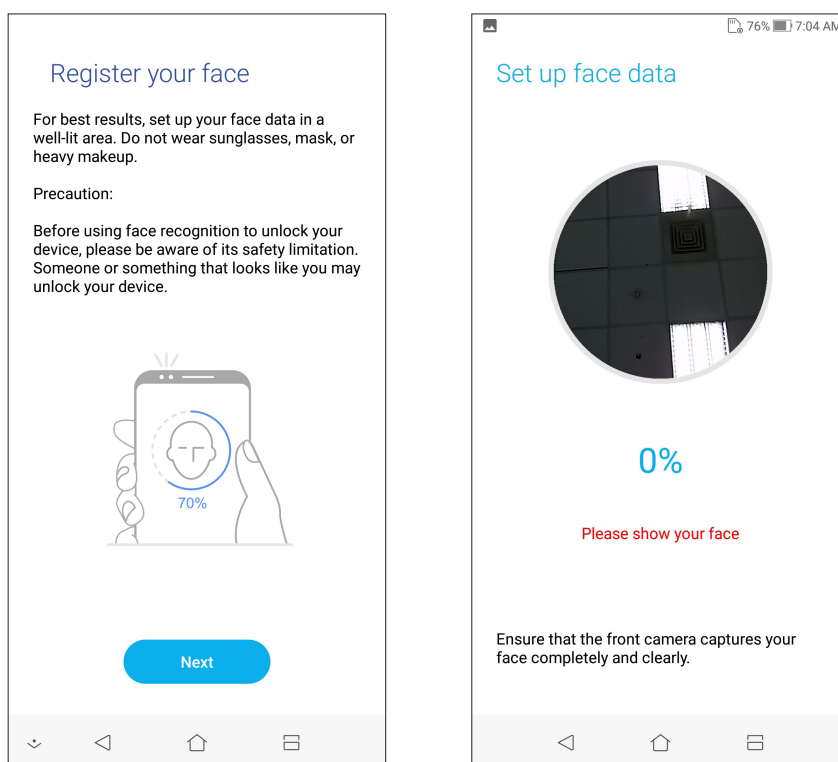 Register your face
For best results, set up your face data in a
well-lit area. Do not wear sunglasses, mask, or
heavy makeup.
Precaution:
Before using face recognition to unlock your
device, please be aware of its safety limitation.
Someone or something that looks like you may
unlock your device.
70%
Next
76% 7:04 AM
Set up face data
0%
Please show your face
Ensure that the front camera captures your
face completely and clearly.